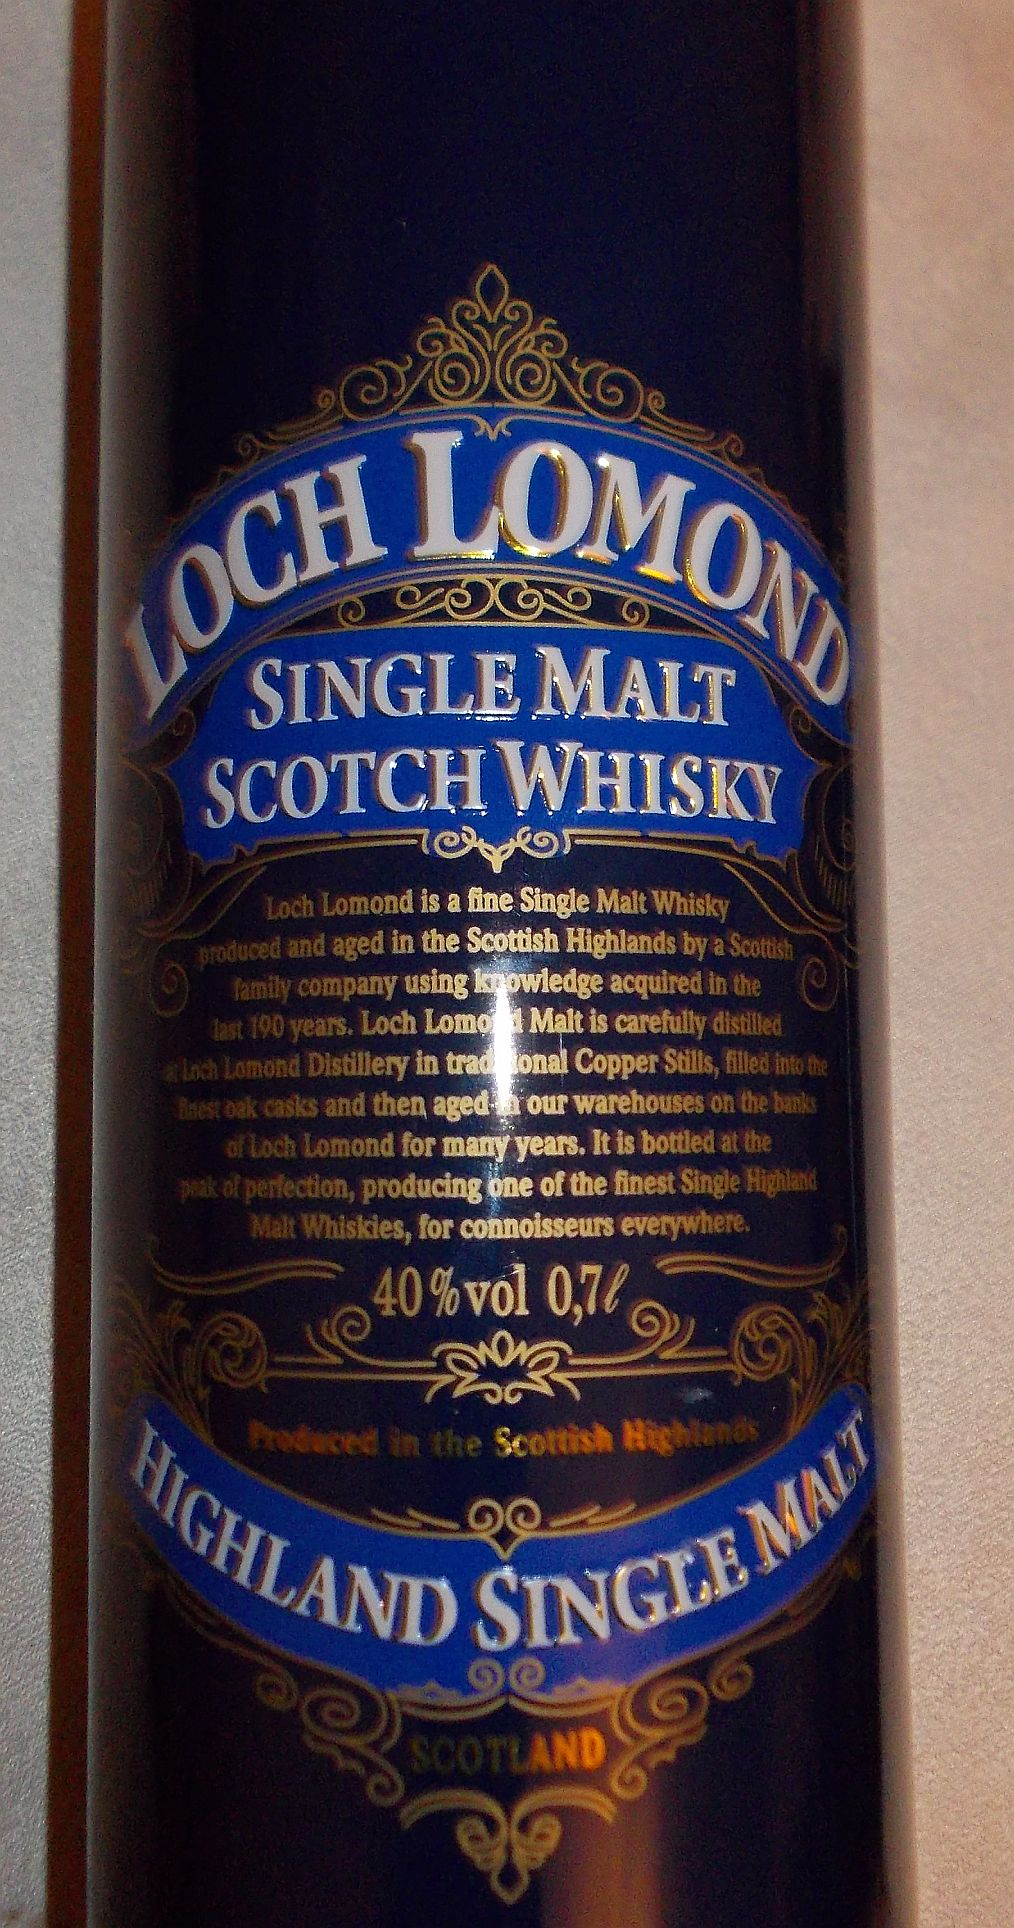 LOCH LOMOND
SINGLE MALT
SCOTCH WHISKY
Loch Lomond is a fine Single Malt Whisky
produced and aged in the Scottish Highlands by a Scottish
family company using knowledge acquired in the
last 190 years. Loch Lomond Malt is carefully distilled
at Loch Lomond Distillery in traditional Copper Stills, filled into the
finest oak casks and then aged in our warehouses on the banks
of Loch Lomond for many years. It is bottled at the
peak of perfection, producing one of the finest Single Highland
Malt Whiskies, for connoisseurs everywhere.
40%vol 0,7ℓ
Produced in the Scottish Highlands
HIGHLAND SINGLE MALT
SCOTLAND